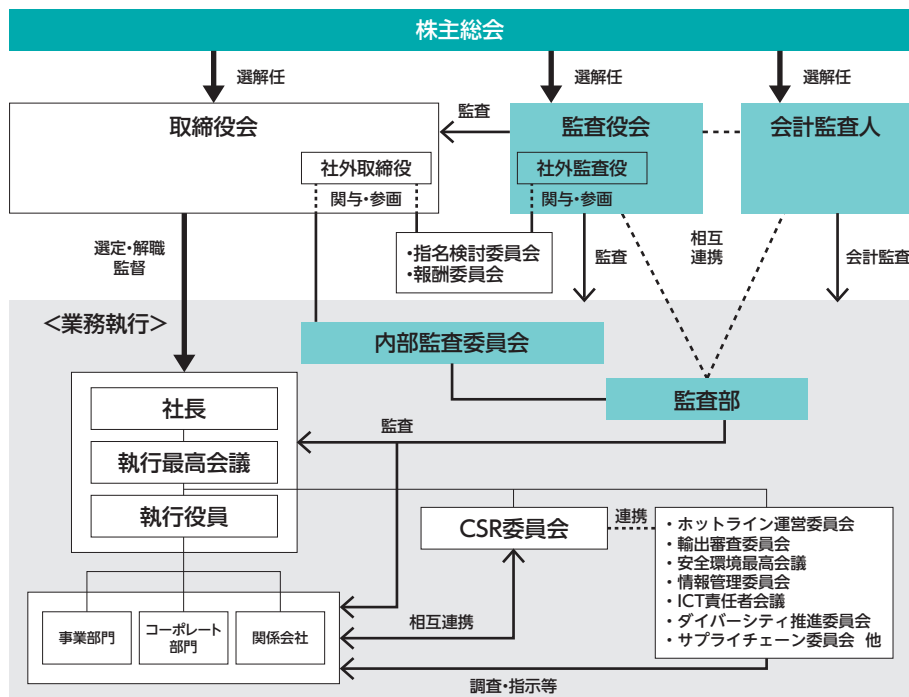 株主総会
選解任
選解任
選解任
取締役会
監査
監査役会
会計監査人
社外取締役
社外監査役
関与・参画
関与・参画
選定・解職
監督
・指名検討委員会
・報酬委員会
監査
相互
連携
会計監査
＜業務執行＞
内部監査委員会
監査部
社長
監査
執行最高会議
執行役員
CSR委員会
連携
・ホットライン運営委員会
・輸出審査委員会
・安全環境最高会議
・情報管理委員会
・ICT責任者会議
・ダイバーシティ推進委員会
・サプライチェーン委員会 他
事業部門
コーポレート
部門
関係会社
相互連携
調査・指示等